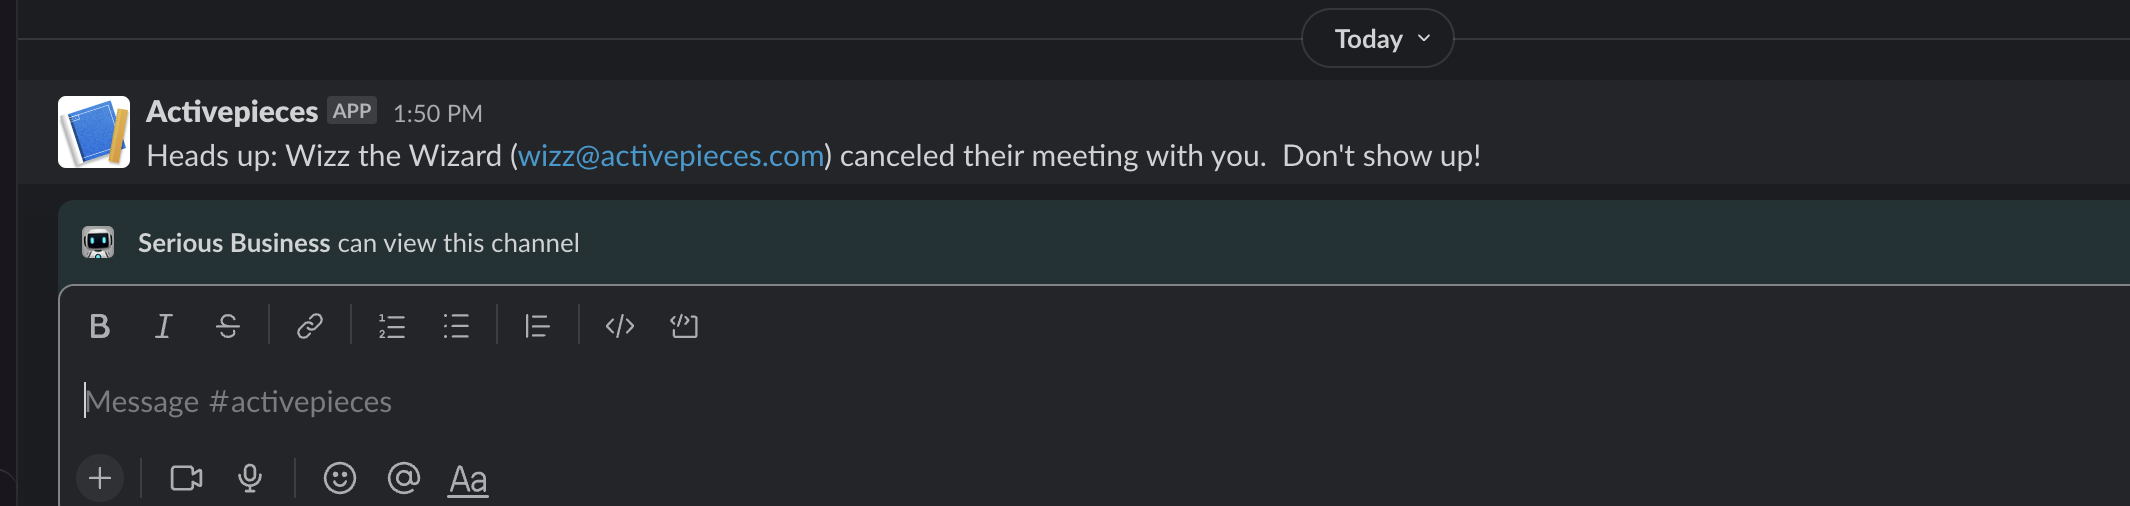 Today
Activepieces APP 1:50 PM
Heads up: Wizz the Wizard (wizz@activepieces.com) canceled their meeting with you.  Don't show up!
Serious Business can view this channel
Message #activepieces
Aa